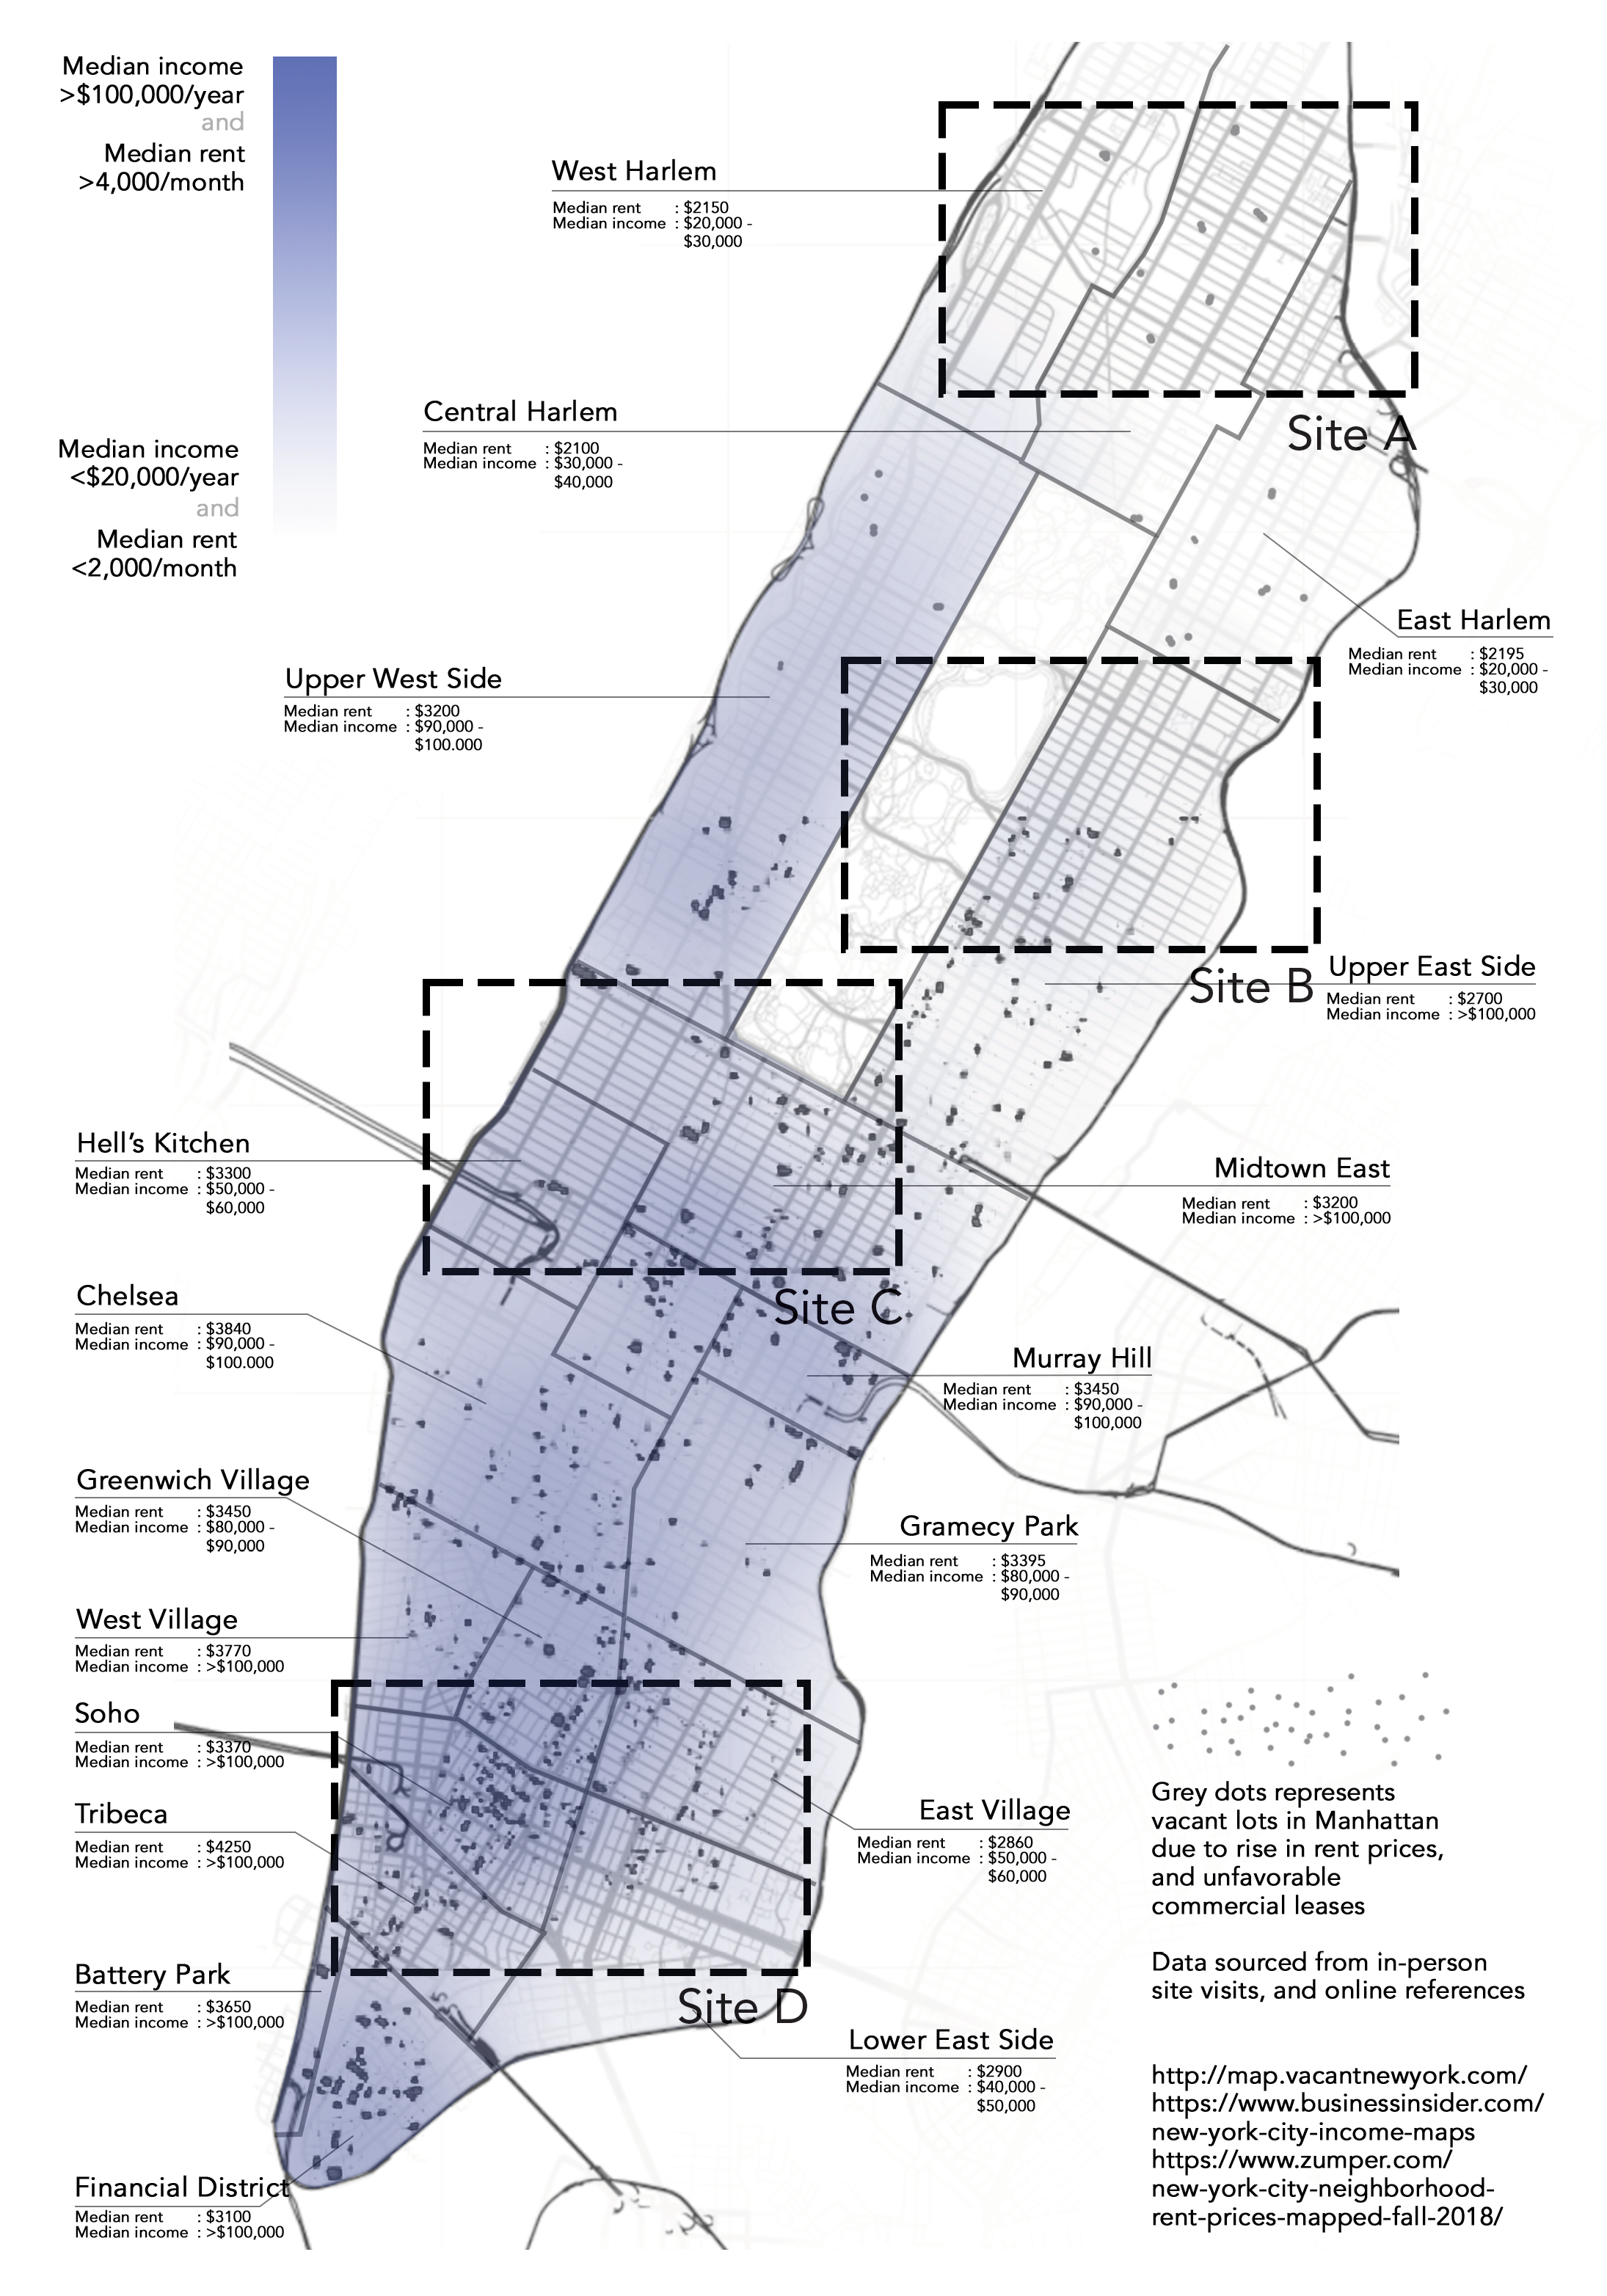 Median income
>$100,000/year
and
Median rent
>4,000/month
Median income
<$20,000/year
and
Median rent
<2,000/month
West Harlem
Median rent : $2150
Median income : $20,000 -
$30,000
Site A
Central Harlem
Median rent : $2100
Median income : $30,000 -
$40,000
East Harlem
Median rent : $2195
Median income : $20,000 -
$30,000
Upper West Side
Median rent : $3200
Median income : $90,000 -
$100.000
Site B
Upper East Side
Median rent : $2700
Median income : >$100,000
Hell's Kitchen
Median rent : $3300
Median income : $50,000 -
$60,000
Midtown East
Median rent : $3200
Median income : >$100,000
Site C
Chelsea
Median rent : $3840
Median income : $90,000 -
$100.000
Murray Hill
Median rent : $3450
Median income : $90,000 -
$100,000
Greenwich Village
Median rent : $3450
Median income : $80,000 -
$90,000
Gramecy Park
Median rent : $3395
Median income : $80,000 -
$90,000
West Village
Median rent : $3770
Median income : >$100,000
Soho
Median rent : $3370
Median income : >$100,000
Tribeca
Median rent : $4250
Median income : >$100,000
East Village
Median rent : $2860
Median income : $50,000 -
$60,000
Battery Park
Median rent : $3650
Median income : >$100,000
Site D
Lower East Side
Median rent : $2900
Median income : $40,000 -
$50,000
Financial District
Median rent : $3100
Median income : >$100,000
Grey dots represents
vacant lots in Manhattan
due to rise in rent prices,
and unfavorable
commercial leases
Data sourced from in-person
site visits, and online references
http://map.vacantnewyork.com/
https://www.businessinsider.com/
new-york-city-income-maps
https://www.zumper.com/
new-york-city-neighborhood-
rent-prices-mapped-fall-2018/